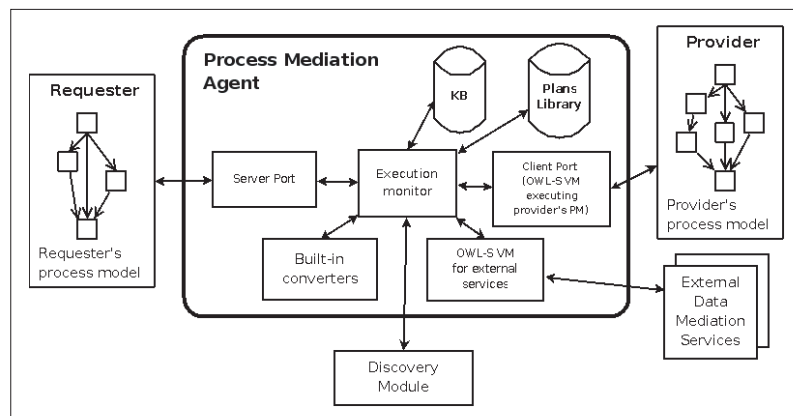 Process Mediation
Agent
Provider
Requester
KB
Plans
Library
Server Port
Execution
monitor
Client Port
(OWL-S VM
executing
provider's PM)
Provider's
process model
Requester's
process model
Built-in
converters
OWL-S VM
for external
services
External
Data
Mediation
Services
Discovery
Module